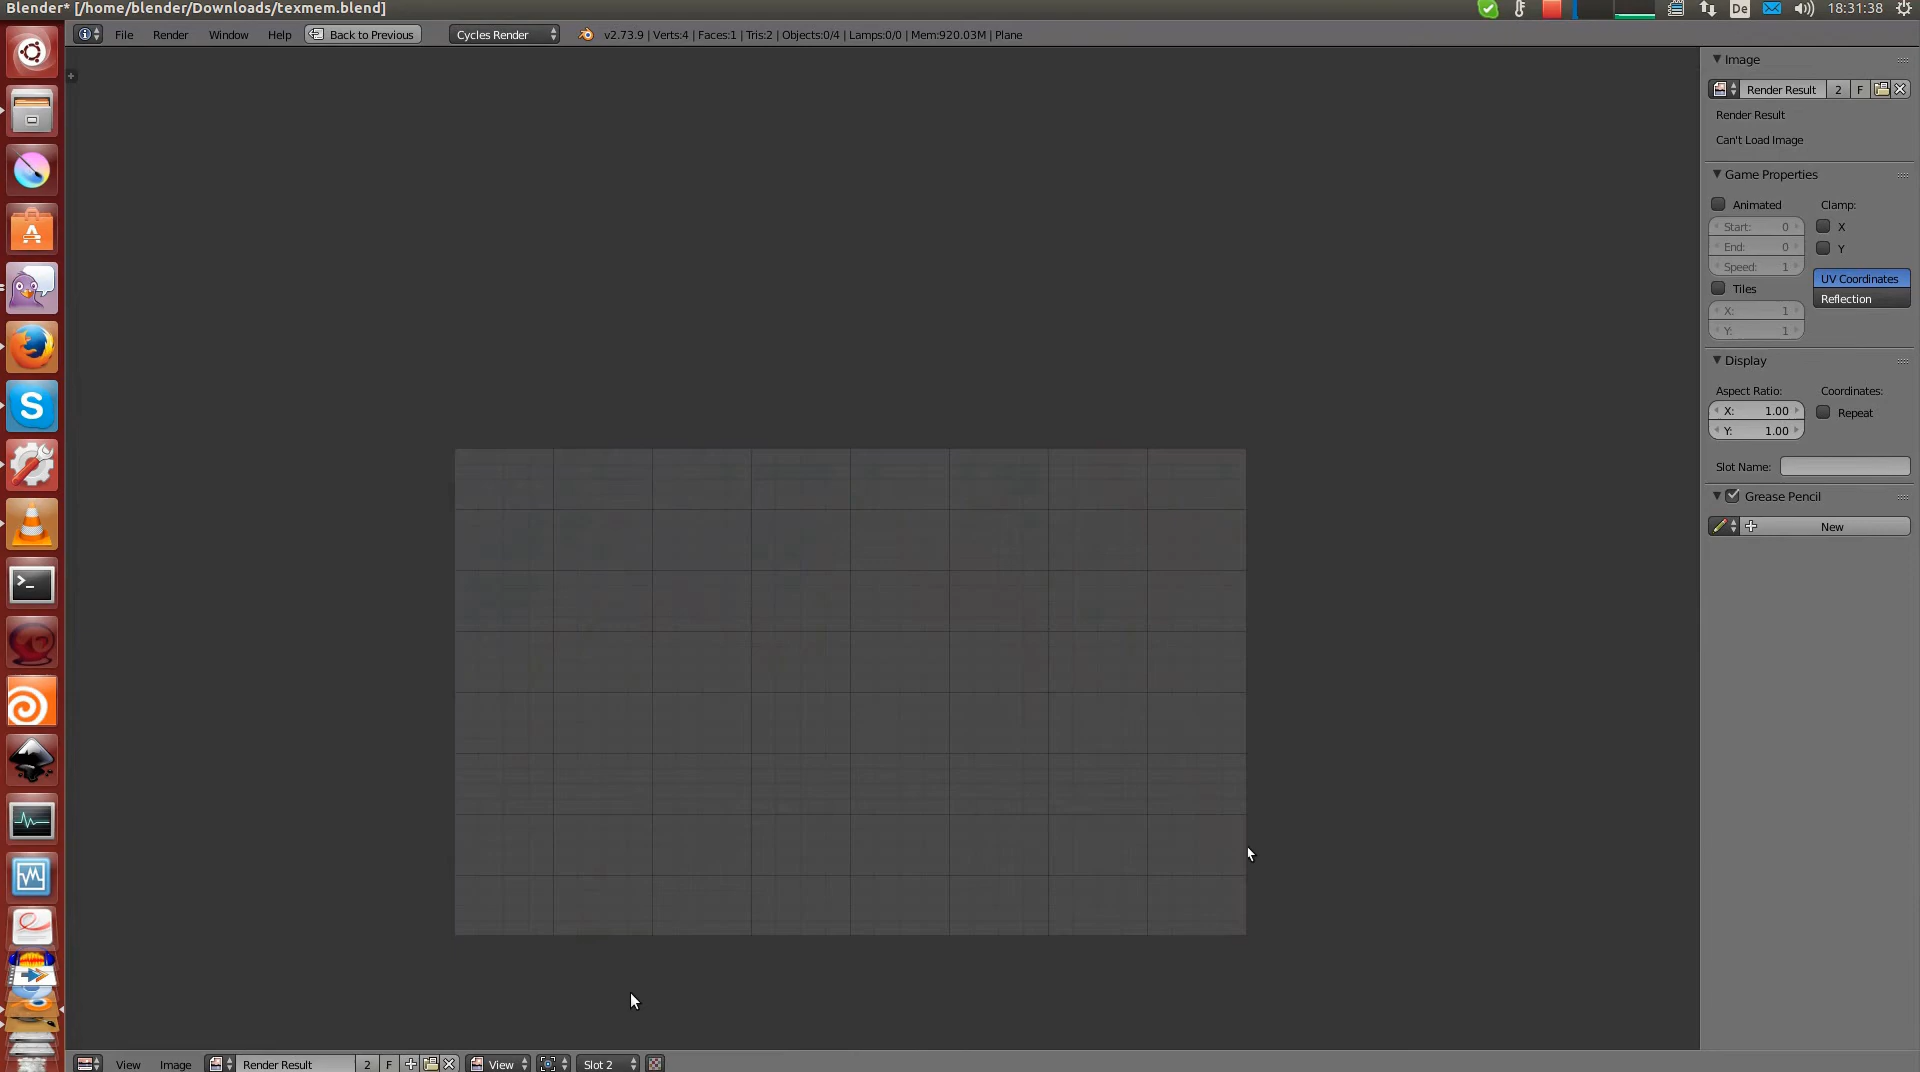 Blender* [/home/blender/Downloads/texmem.blend]
De
18:31:38
File Render Window Help Back to Previous Cycles Render v2.73.9 | Verts:4 | Faces:1 | Tris:2 | Objects:0/4 | Lamps:0/0 | Mem:920.03M | Plane
Image
Render Result 2 F
Render Result
Can't Load Image
Game Properties
Animated Clamp:
Start: 0 X
End: 0 Y
Speed: 1 UV Coordinates
Tiles Reflection
X: 1
Y: 1
Display
Aspect Ratio: Coordinates:
X: 1.00 Repeat
Y: 1.00
Slot Name:
Grease Pencil
New
View Image Render Result 2 F View Slot 2